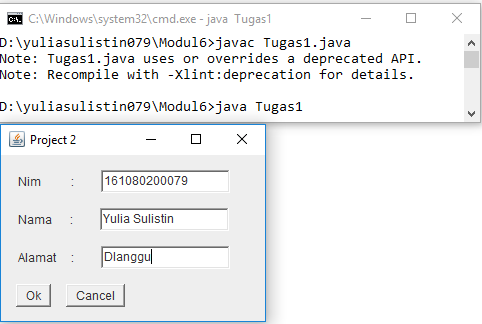 C:\Windows\system32\cmd.exe - java Tugas1
D:\yuliasulistin079\Modul6>javac Tugas1.java
Note: Tugas1.java uses or overrides a deprecated API.
Note: Recompile with -Xlint:deprecation for details.
D:\yuliasulistin079\Modul6>java Tugas1
Project 2
Nim : 161080200079
Nama : Yulia Sulistin
Alamat : Dlanggu
Ok Cancel